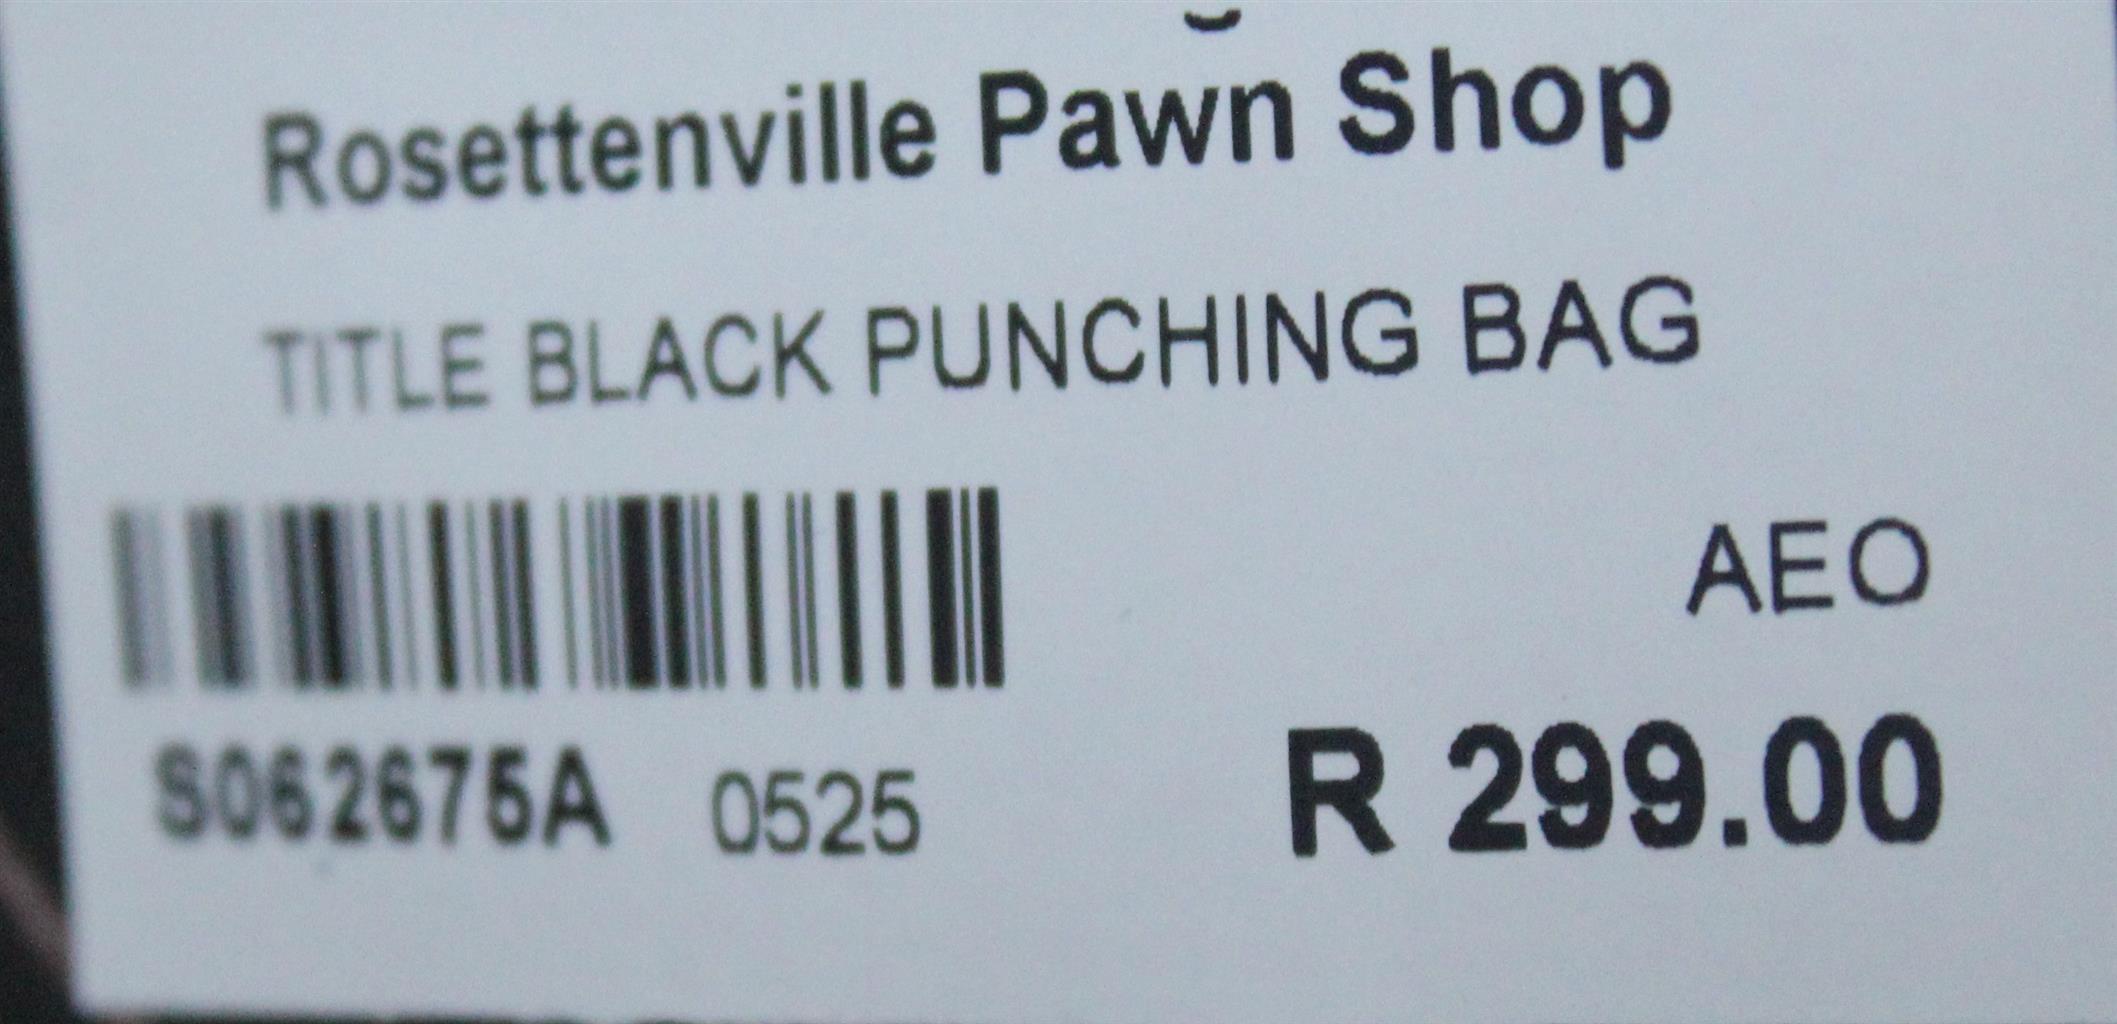 Rosettenville Pawn Shop
TITLE BLACK PUNCHING BAG
AEO
S062675A 0525
R 299.00